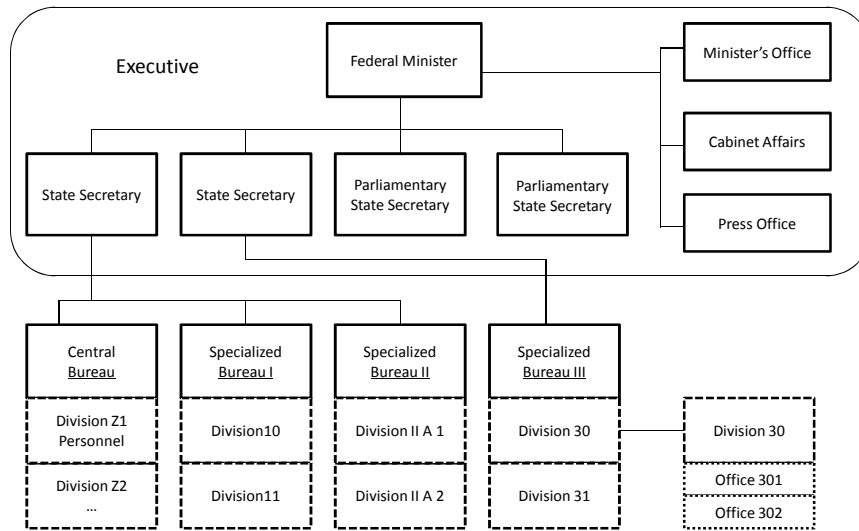 Executive
Federal Minister
Minister's Office
Cabinet Affairs
Press Office
State Secretary
State Secretary
Parliamentary
State Secretary
Parliamentary
State Secretary
Central
Bureau
Specialized
Bureau I
Specialized
Bureau II
Specialized
Bureau III
Division Z1
Personnel
Division10
Division II A 1
Division 30
Division 30
Division Z2
...
Division11
Division II A 2
Division 31
Office 301
Office 302